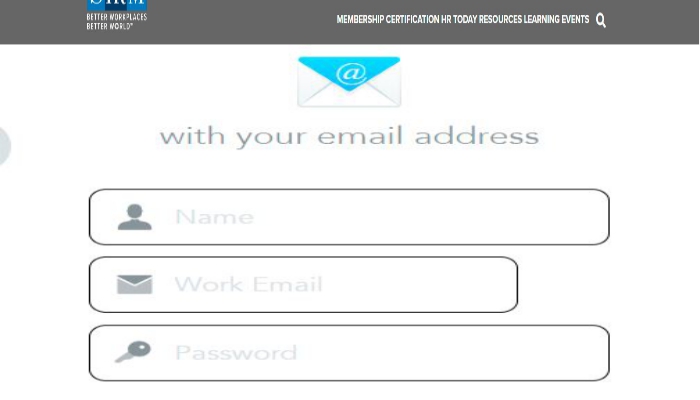 SHRM
BETTER WORKPLACES
BETTER WORLD™
MEMBERSHIP CERTIFICATION HR TODAY RESOURCES LEARNING EVENTS
@
with your email address
Name
Work Email
Password